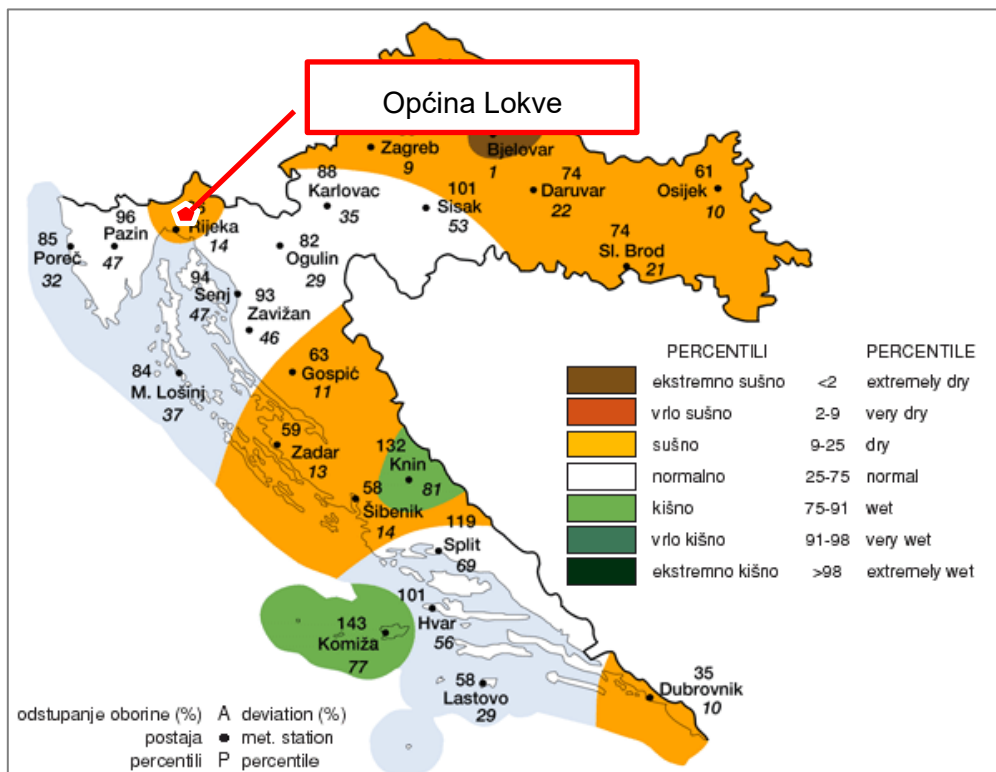 Općina Lokve
Zagreb
9
Bjelovar
1
88
Karlovac
35
101
Sisak
53
74
Daruvar
22
61
Osijek
10
74
Sl. Brod
21
96
Pazin
47
85
Poreč
32
Rijeka
14
82
Ogulin
29
94
Senj
47
93
Zavižan
46
84
M. Lošinj
37
63
Gospić
11
59
Zadar
13
132
Knin
81
58
Šibenik
14
119
Split
69
101
Hvar
56
143
Komiža
77
58
Lastovo
29
35
Dubrovnik
10
PERCENTILI PERCENTILE
ekstremno sušno <2 extremely dry
vrlo sušno 2-9 very dry
sušno 9-25 dry
normalno 25-75 normal
kišno 75-91 wet
vrlo kišno 91-98 very wet
ekstremno kišno >98 extremely wet
odstupanje oborine (%) A deviation (%)
postaja ● met. station
percentili P percentile